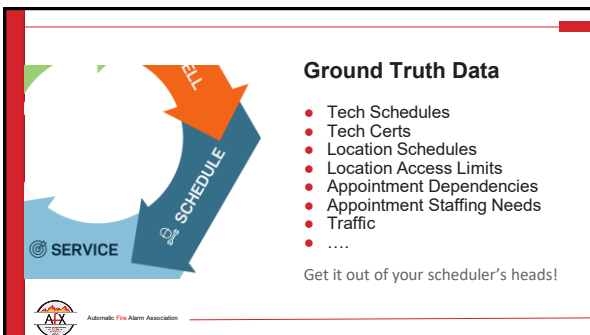 Ground Truth Data
ELL
SCHEDULE
SERVICE
● Tech Schedules
● Tech Certs
● Location Schedules
● Location Access Limits
● Appointment Dependencies
● Appointment Staffing Needs
● Traffic
● ….
Get it out of your scheduler’s heads!
AFX
Automatic Fire Alarm Association